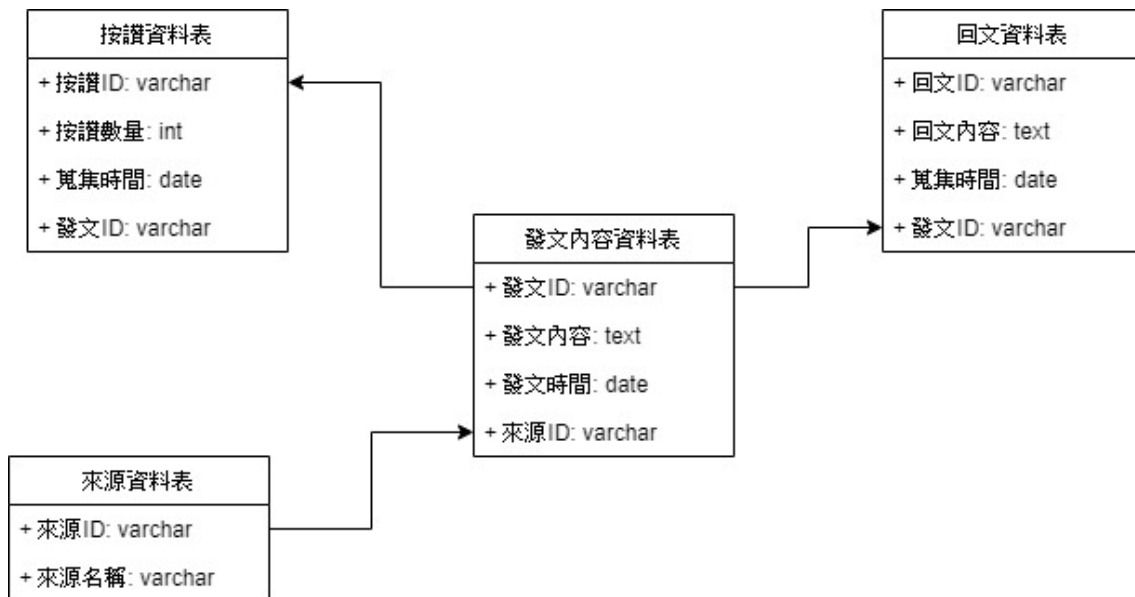 按讚資料表
+ 按讚ID: varchar
+ 按讚數量: int
+ 蒐集時間: date
+ 發文ID: varchar
回文資料表
+ 回文ID: varchar
+ 回文內容: text
+ 蒐集時間: date
+ 發文ID: varchar
發文內容資料表
+ 發文ID: varchar
+ 發文內容: text
+ 發文時間: date
+ 來源ID: varchar
來源資料表
+ 來源ID: varchar
+ 來源名稱: varchar